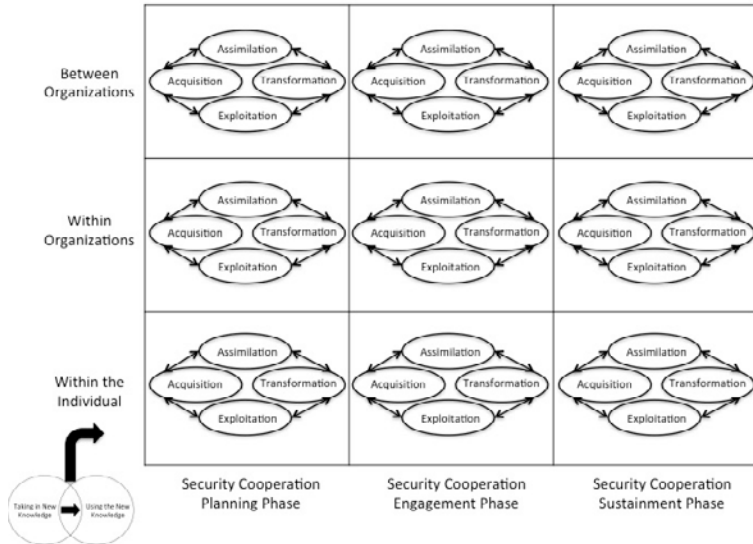 Between
Organizations
Assimilation
Acquisition
Transformation
Exploitation
Assimilation
Acquisition
Transformation
Exploitation
Assimilation
Acquisition
Transformation
Exploitation
Within
Organizations
Assimilation
Acquisition
Transformation
Exploitation
Assimilation
Acquisition
Transformation
Exploitation
Assimilation
Acquisition
Transformation
Exploitation
Within the
Individual
Assimilation
Acquisition
Transformation
Exploitation
Assimilation
Acquisition
Transformation
Exploitation
Assimilation
Acquisition
Transformation
Exploitation
Taking in New
Knowledge
Using the New
Knowledge
Security Cooperation
Planning Phase
Security Cooperation
Engagement Phase
Security Cooperation
Sustainment Phase